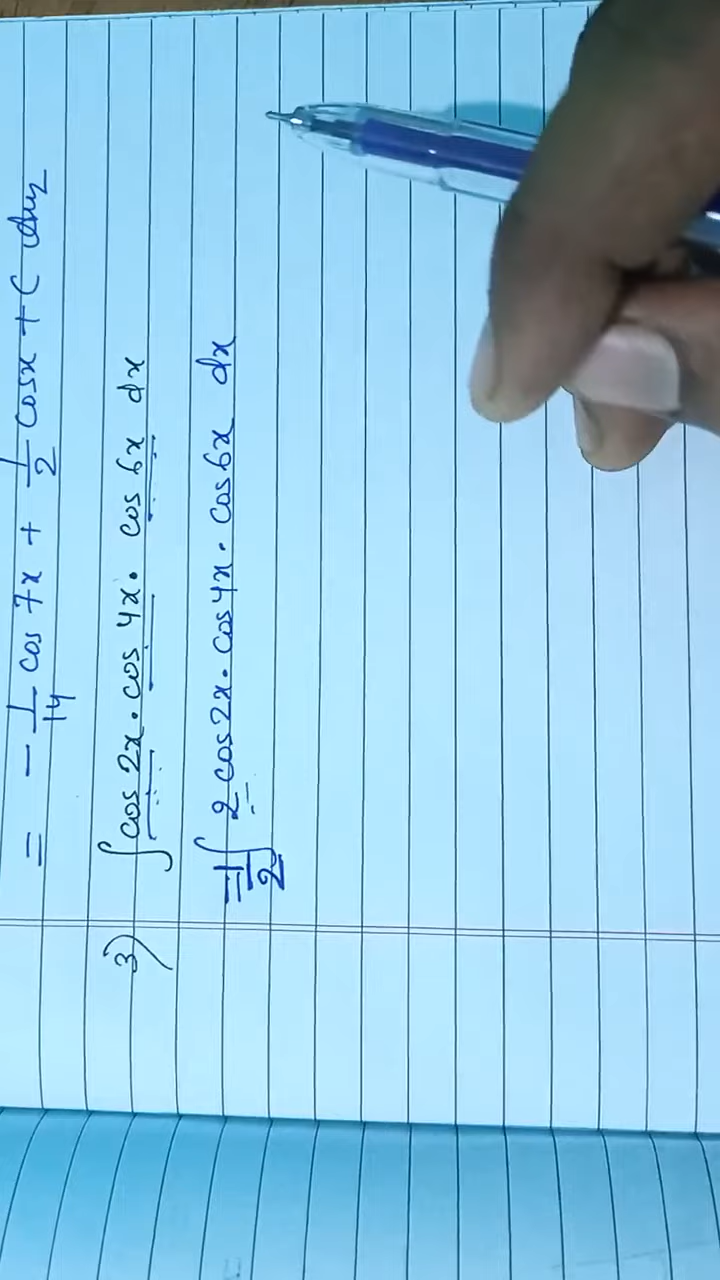 = - 1/14 cos 7x + 1/2 cosx + C Ans
3) ∫ cos 2x . cos 4x . cos 6x dx
= 1/2 ∫ 2 cos 2x . cos 4x . cos 6x dx